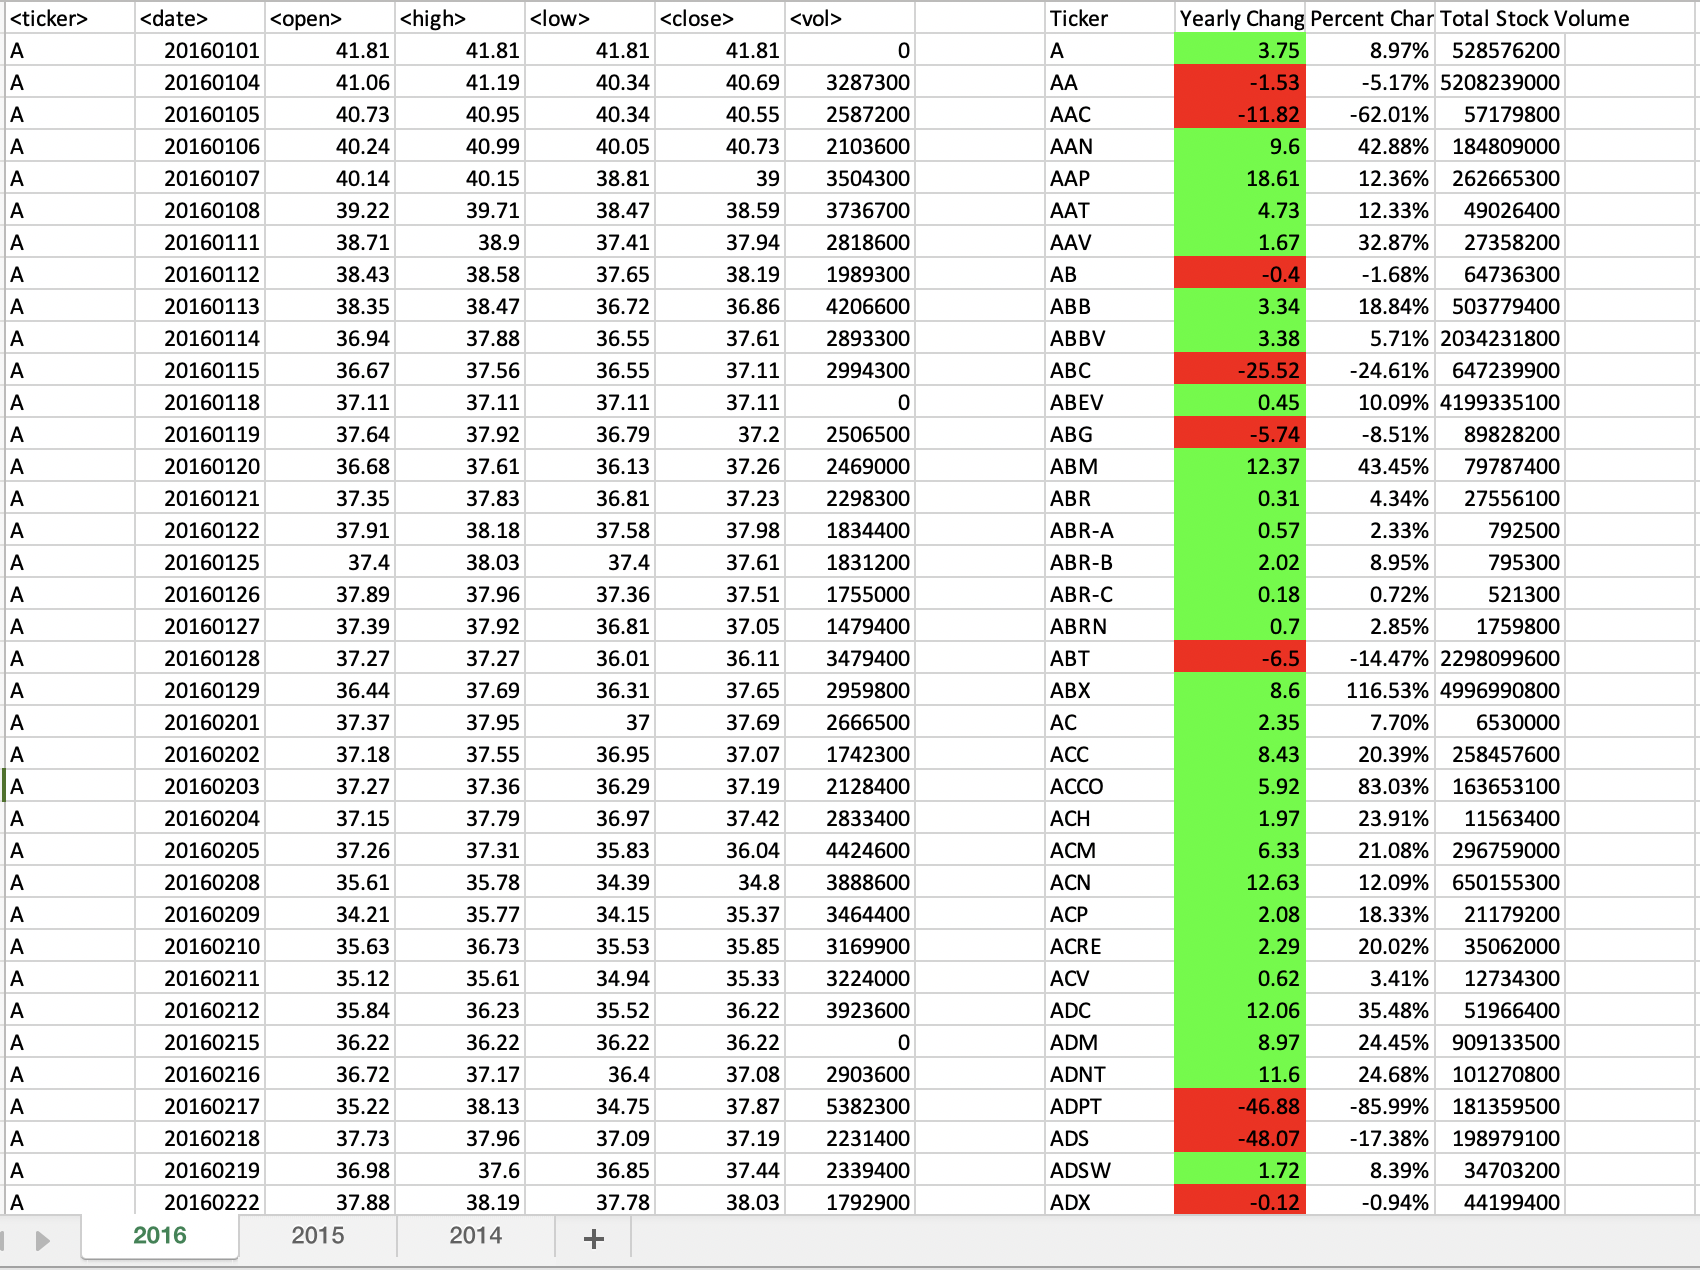 <ticker> <date> <open> <high> <low> <close> <vol> Ticker Yearly Chang Percent Char Total Stock Volume
A 20160101 41.81 41.81 41.81 41.81 0 A 3.75 8.97% 528576200
A 20160104 41.06 41.19 40.34 40.69 3287300 AA -1.53 -5.17% 5208239000
A 20160105 40.73 40.95 40.34 40.55 2587200 AAC -11.82 -62.01% 57179800
A 20160106 40.24 40.99 40.05 40.73 2103600 AAN 9.6 42.88% 184809000
A 20160107 40.14 40.15 38.81 39 3504300 AAP 18.61 12.36% 262665300
A 20160108 39.22 39.71 38.47 38.59 3736700 AAT 4.73 12.33% 49026400
A 20160111 38.71 38.9 37.41 37.94 2818600 AAV 1.67 32.87% 27358200
A 20160112 38.43 38.58 37.65 38.19 1989300 AB -0.4 -1.68% 64736300
A 20160113 38.35 38.47 36.72 36.86 4206600 ABB 3.34 18.84% 503779400
A 20160114 36.94 37.88 36.55 37.61 2893300 ABBV 3.38 5.71% 2034231800
A 20160115 36.67 37.56 36.55 37.11 2994300 ABC -25.52 -24.61% 647239900
A 20160118 37.11 37.11 37.11 37.11 0 ABEV 0.45 10.09% 4199335100
A 20160119 37.64 37.92 36.79 37.2 2506500 ABG -5.74 -8.51% 89828200
A 20160120 36.68 37.61 36.13 37.26 2469000 ABM 12.37 43.45% 79787400
A 20160121 37.35 37.83 36.81 37.23 2298300 ABR 0.31 4.34% 27556100
A 20160122 37.91 38.18 37.58 37.98 1834400 ABR-A 0.57 2.33% 792500
A 20160125 37.4 38.03 37.4 37.61 1831200 ABR-B 2.02 8.95% 795300
A 20160126 37.89 37.96 37.36 37.51 1755000 ABR-C 0.18 0.72% 521300
A 20160127 37.39 37.92 36.81 37.05 1479400 ABRN 0.7 2.85% 1759800
A 20160128 37.27 37.27 36.01 36.11 3479400 ABT -6.5 -14.47% 2298099600
A 20160129 36.44 37.69 36.31 37.65 2959800 ABX 8.6 116.53% 4996990800
A 20160201 37.37 37.95 37 37.69 2666500 AC 2.35 7.70% 6530000
A 20160202 37.18 37.55 36.95 37.07 1742300 ACC 8.43 20.39% 258457600
A 20160203 37.27 37.36 36.29 37.19 2128400 ACCO 5.92 83.03% 163653100
A 20160204 37.15 37.79 36.97 37.42 2833400 ACH 1.97 23.91% 11563400
A 20160205 37.26 37.31 35.83 36.04 4424600 ACM 6.33 21.08% 296759000
A 20160208 35.61 35.78 34.39 34.8 3888600 ACN 12.63 12.09% 650155300
A 20160209 34.21 35.77 34.15 35.37 3464400 ACP 2.08 18.33% 21179200
A 20160210 35.63 36.73 35.53 35.85 3169900 ACRE 2.29 20.02% 35062000
A 20160211 35.12 35.61 34.94 35.33 3224000 ACV 0.62 3.41% 12734300
A 20160212 35.84 36.23 35.52 36.22 3923600 ADC 12.06 35.48% 51966400
A 20160215 36.22 36.22 36.22 36.22 0 ADM 8.97 24.45% 909133500
A 20160216 36.72 37.17 36.4 37.08 2903600 ADNT 11.6 24.68% 101270800
A 20160217 35.22 38.13 34.75 37.87 5382300 ADPT -46.88 -85.99% 181359500
A 20160218 37.73 37.96 37.09 37.19 2231400 ADS -48.07 -17.38% 198979100
A 20160219 36.98 37.6 36.85 37.44 2339400 ADSW 1.72 8.39% 34703200
A 20160222 37.88 38.19 37.78 38.03 1792900 ADX -0.12 -0.94% 44199400
2016 2015 2014 +